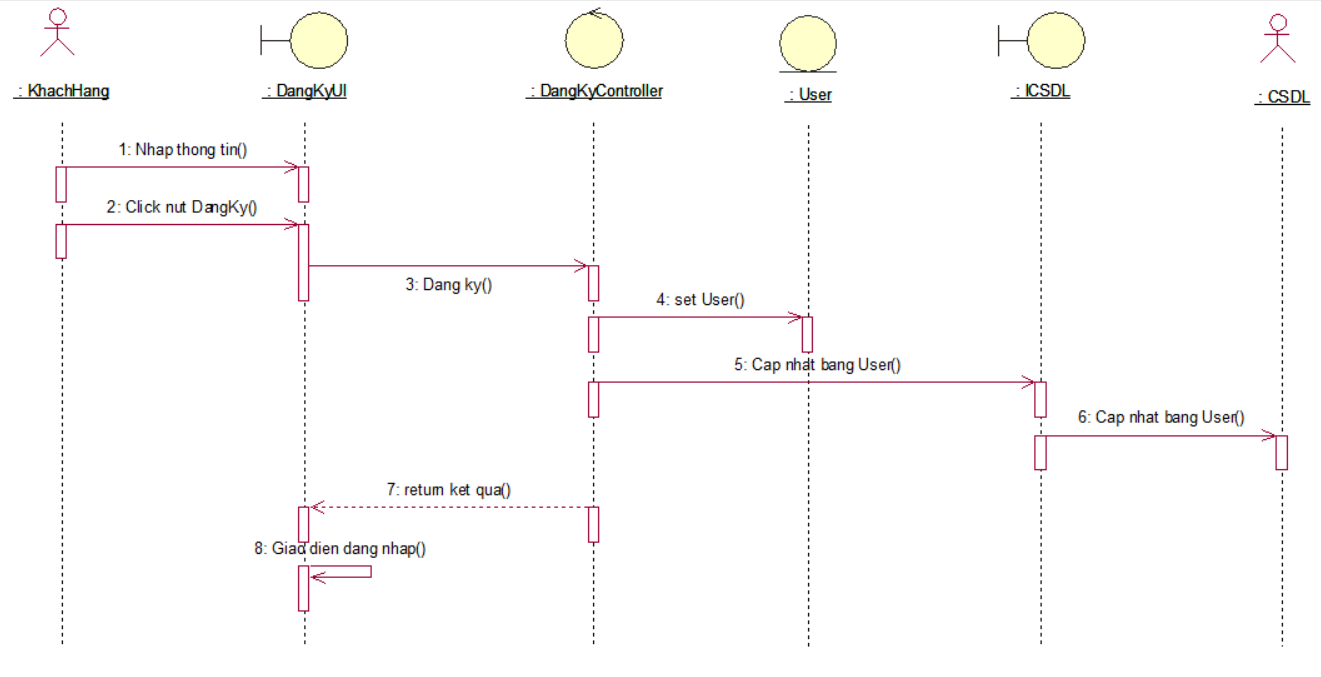 : KhachHang
: DangKyUI
: DangKyController
: User
: ICSDL
: CSDL
1: Nhap thong tin()
2: Click nut DangKy()
3: Dang ky()
4: set User()
5: Cap nhat bang User()
6: Cap nhat bang User()
7: return ket qua()
8: Giao dien dang nhap()